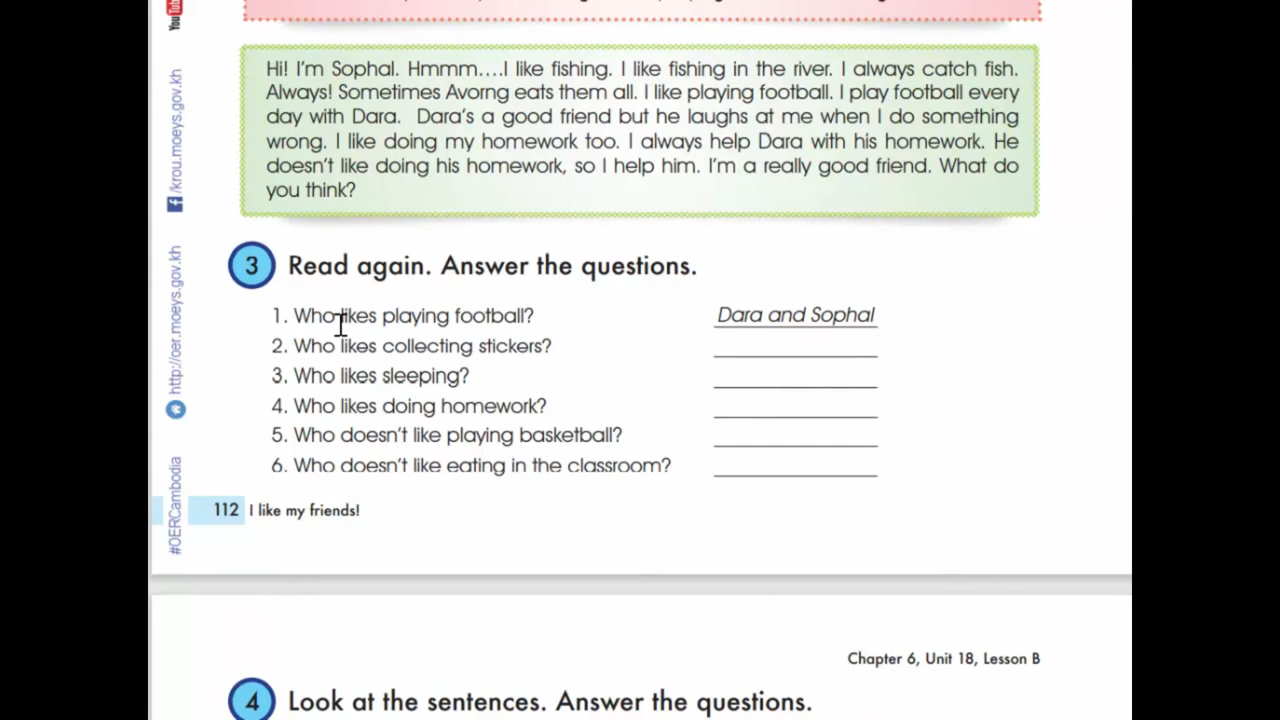 Hi! I'm Sophal. Hmmm....I like fishing. I like fishing in the river. I always catch fish.
Always! Sometimes Avorng eats them all. I like playing football. I play football every
day with Dara. Dara's a good friend but he laughs at me when I do something
wrong. I like doing my homework too. I always help Dara with his homework. He
doesn't like doing his homework, so I help him. I'm a really good friend. What do
you think?
3 Read again. Answer the questions.
1. Who likes playing football? Dara and Sophal
2. Who likes collecting stickers?
3. Who likes sleeping?
4. Who likes doing homework?
5. Who doesn't like playing basketball?
6. Who doesn't like eating in the classroom?
112 I like my friends!
YouTub
f /krou.moeys.gov.kh
http://oer.moeys.gov.kh
#OERCambodia
Chapter 6, Unit 18, Lesson B
4 Look at the sentences. Answer the questions.